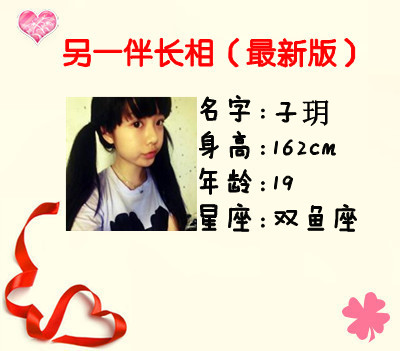 另一伴长相（最新版）
名字:子玥
身高:162cm
年龄:19
星座:双鱼座